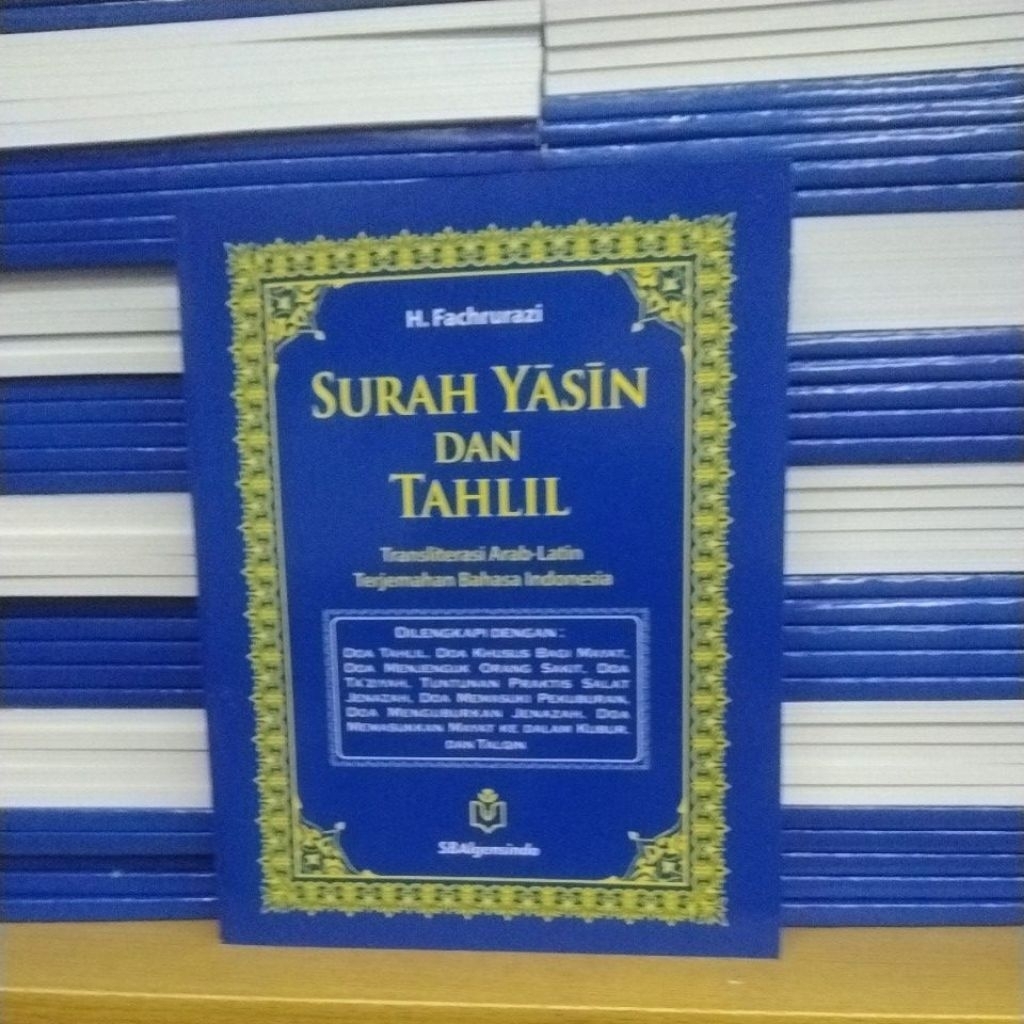 H. Fachrurazi
SURAH YĀSĪN
DAN
TAHLIL
Transliterasi Arab-Latin
Terjemahan Bahasa Indonesia
DILENGKAPI DENGAN:
DOA TAHLIL, DOA KHUSUS BAGI MAYAT,
DOA MENJENGUK ORANG SAKIT, DOA
TA'ZIYAH, TUNTUNAN PRAKTIS SALAT
JENAZAH, DOA MEMASUKI PEKUBURAN,
DOA MENGUBURKAN JENAZAH, DOA
MEMASUKKAN MAYAT KE DALAM KUBUR,
DAN TALQIN
SBAlgensindo